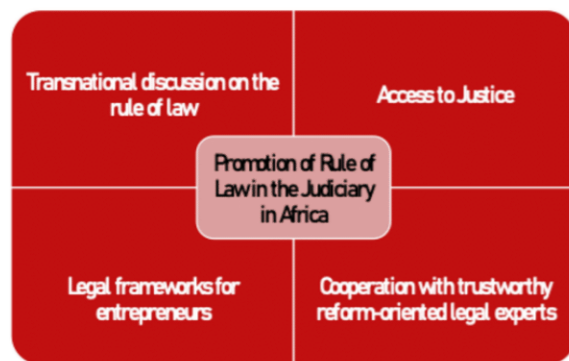 Transnational discussion on the
rule of law
Access to Justice
Promotion of Rule of
Law in the Judiciary
in Africa
Legal frameworks for
entrepreneurs
Cooperation with trustworthy
reform-oriented legal experts